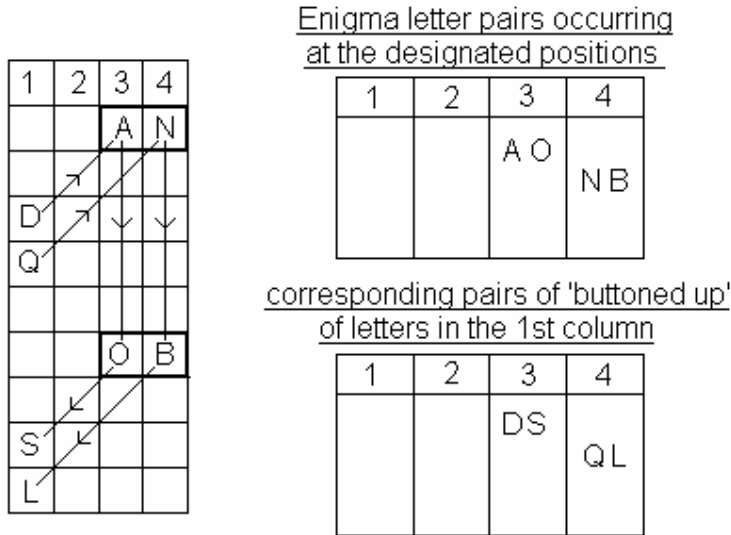 1 2 3 4
A N
D
Q
O B
S
L
Enigma letter pairs occurring
at the designated positions
1 2 3 4
A O
N B
corresponding pairs of 'buttoned up'
of letters in the 1st column
1 2 3 4
DS
QL